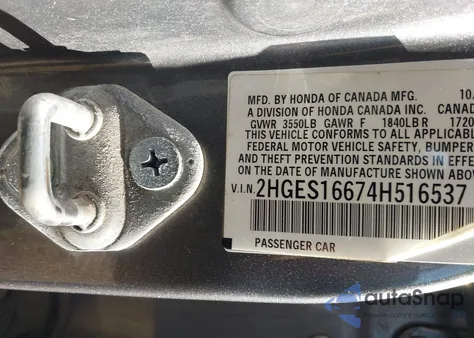 MFD. BY HONDA OF CANADA MFG. 10.
A DIVISION OF HONDA CANADA INC. CANAD
GVWR 3550LB GAWR F 1840LB R 1720
THIS VEHICLE CONFORMS TO ALL APPLICAB
FEDERAL MOTOR VEHICLE SAFETY, BUMPER
AND THEFT PREVENTION STANDARDS IN EFFE
ON THE DATE OF MANUFACTURE SHOWN ABOV
V.I.N. 2HGES16674H516537
PASSENGER CAR
autoSnap